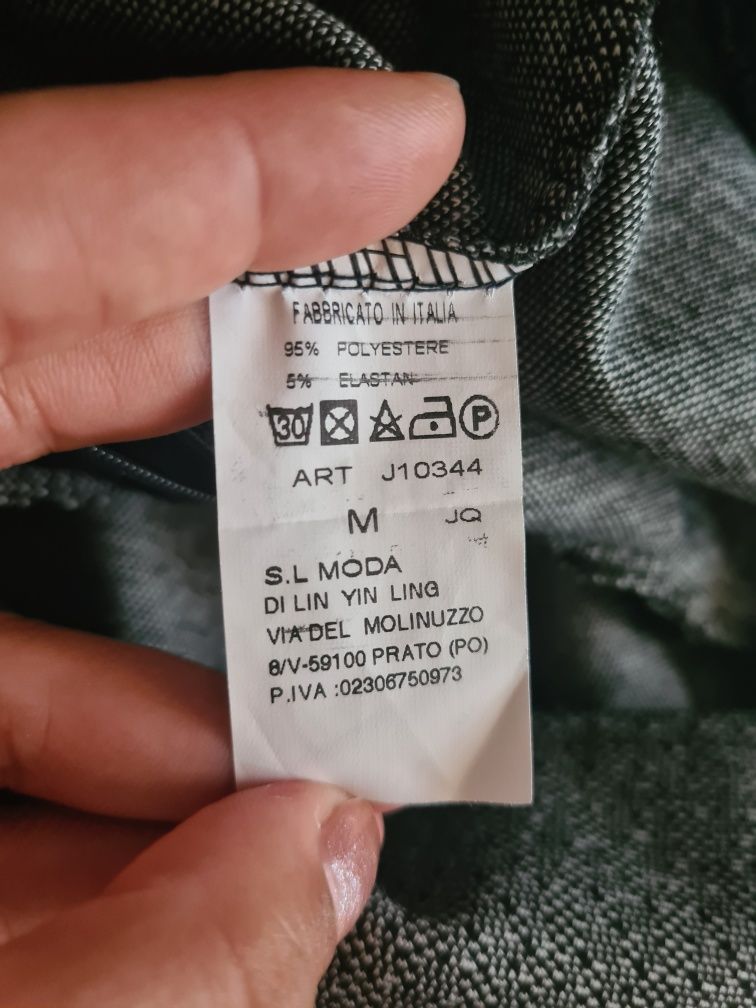 FABBRICATO IN ITALIA
95% POLYESTERE
5% ELASTAN
30 P
ART J10344
M JQ
S.L MODA
DI LIN YIN LING
VIA DEL MOLINUZZO
8/V-59100 PRATO (PO)
P.IVA :02306750973